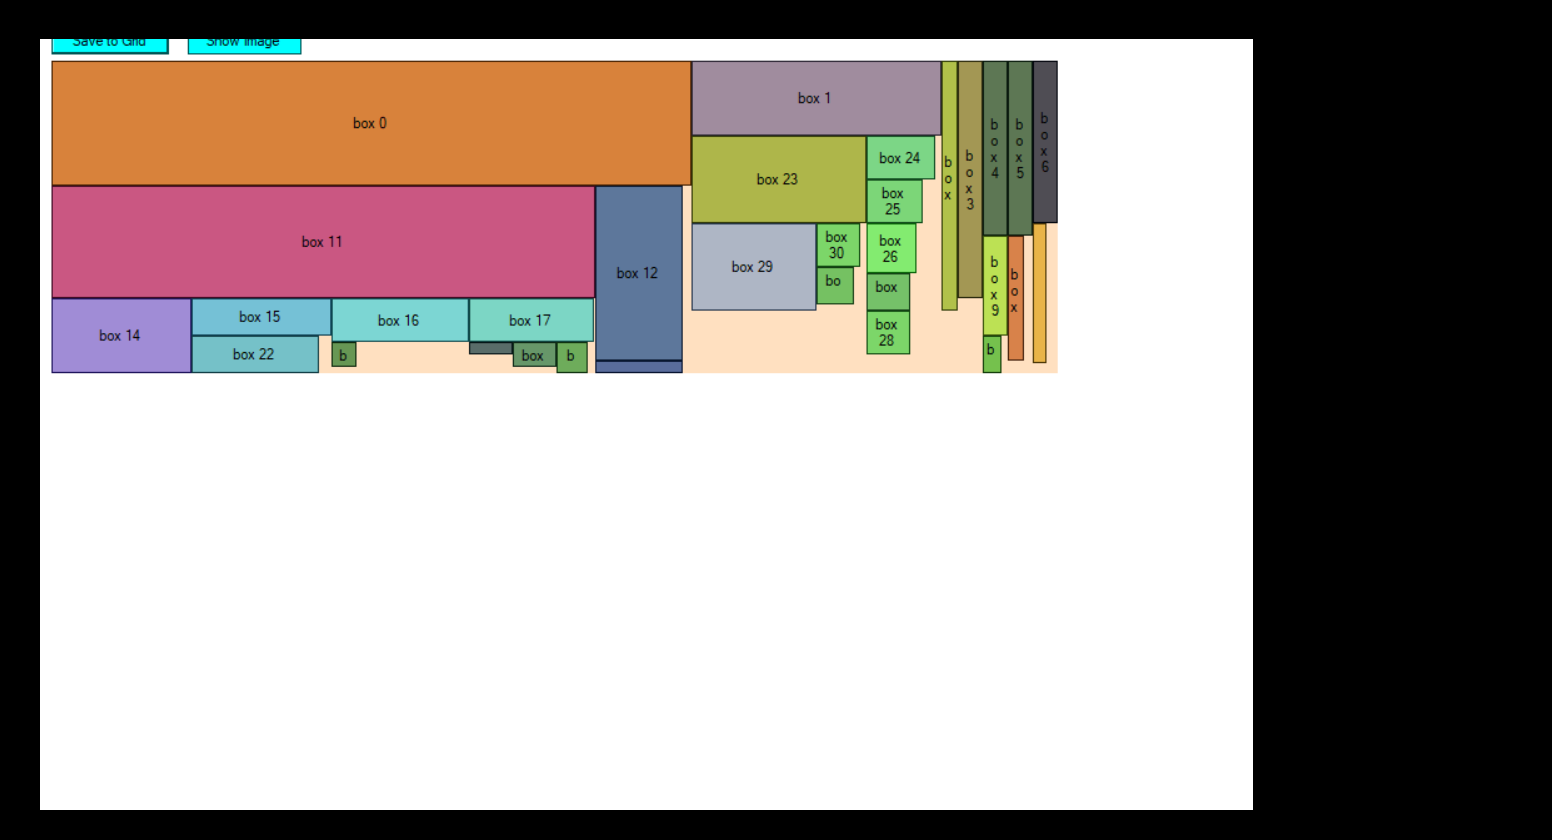 Save to Grid
Show Image
box 0
box 1
box
box 3
box 4
box 5
box 6
box 23
box 24
box
25
box 11
box 12
box 29
box
30
box
26
bo
box
box
28
box 9
box
b
box 14
box 15
box 16
box 17
box 22
b
box
b